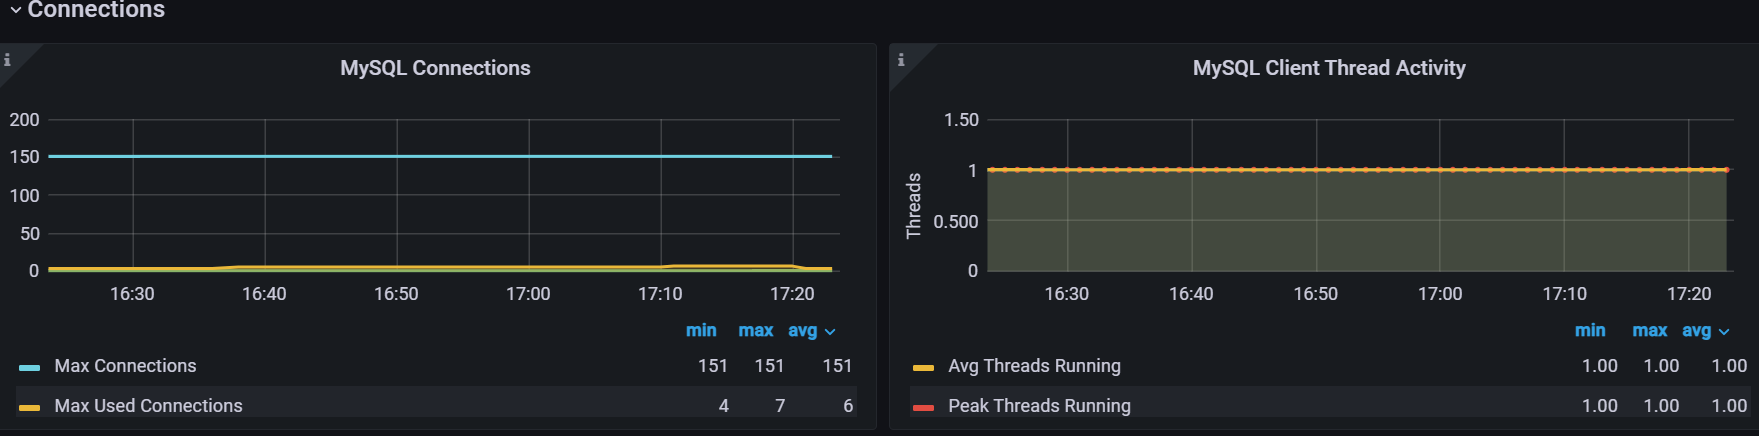 Connections
MySQL Connections
200
150
100
50
0
16:30 16:40 16:50 17:00 17:10 17:20
min max avg
Max Connections 151 151 151
Max Used Connections 4 7 6
MySQL Client Thread Activity
Threads
1.50
1
0.500
0
16:30 16:40 16:50 17:00 17:10 17:20
min max avg
Avg Threads Running 1.00 1.00 1.00
Peak Threads Running 1.00 1.00 1.00